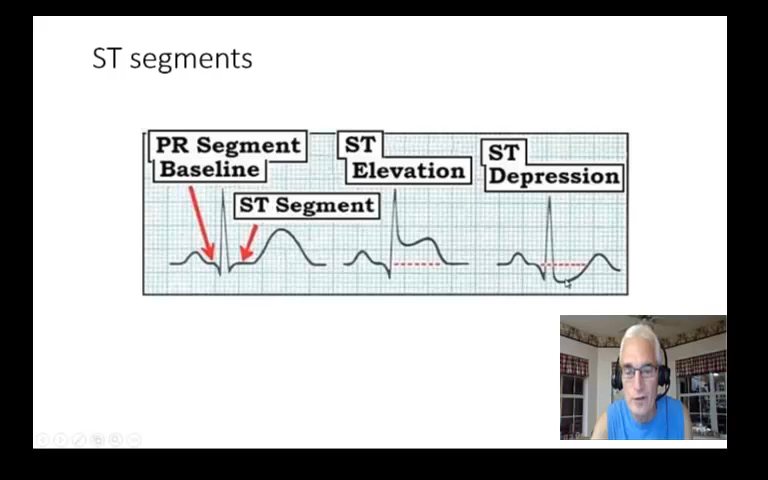 ST segments
PR Segment
Baseline
ST Segment
ST
Elevation
ST
Depression